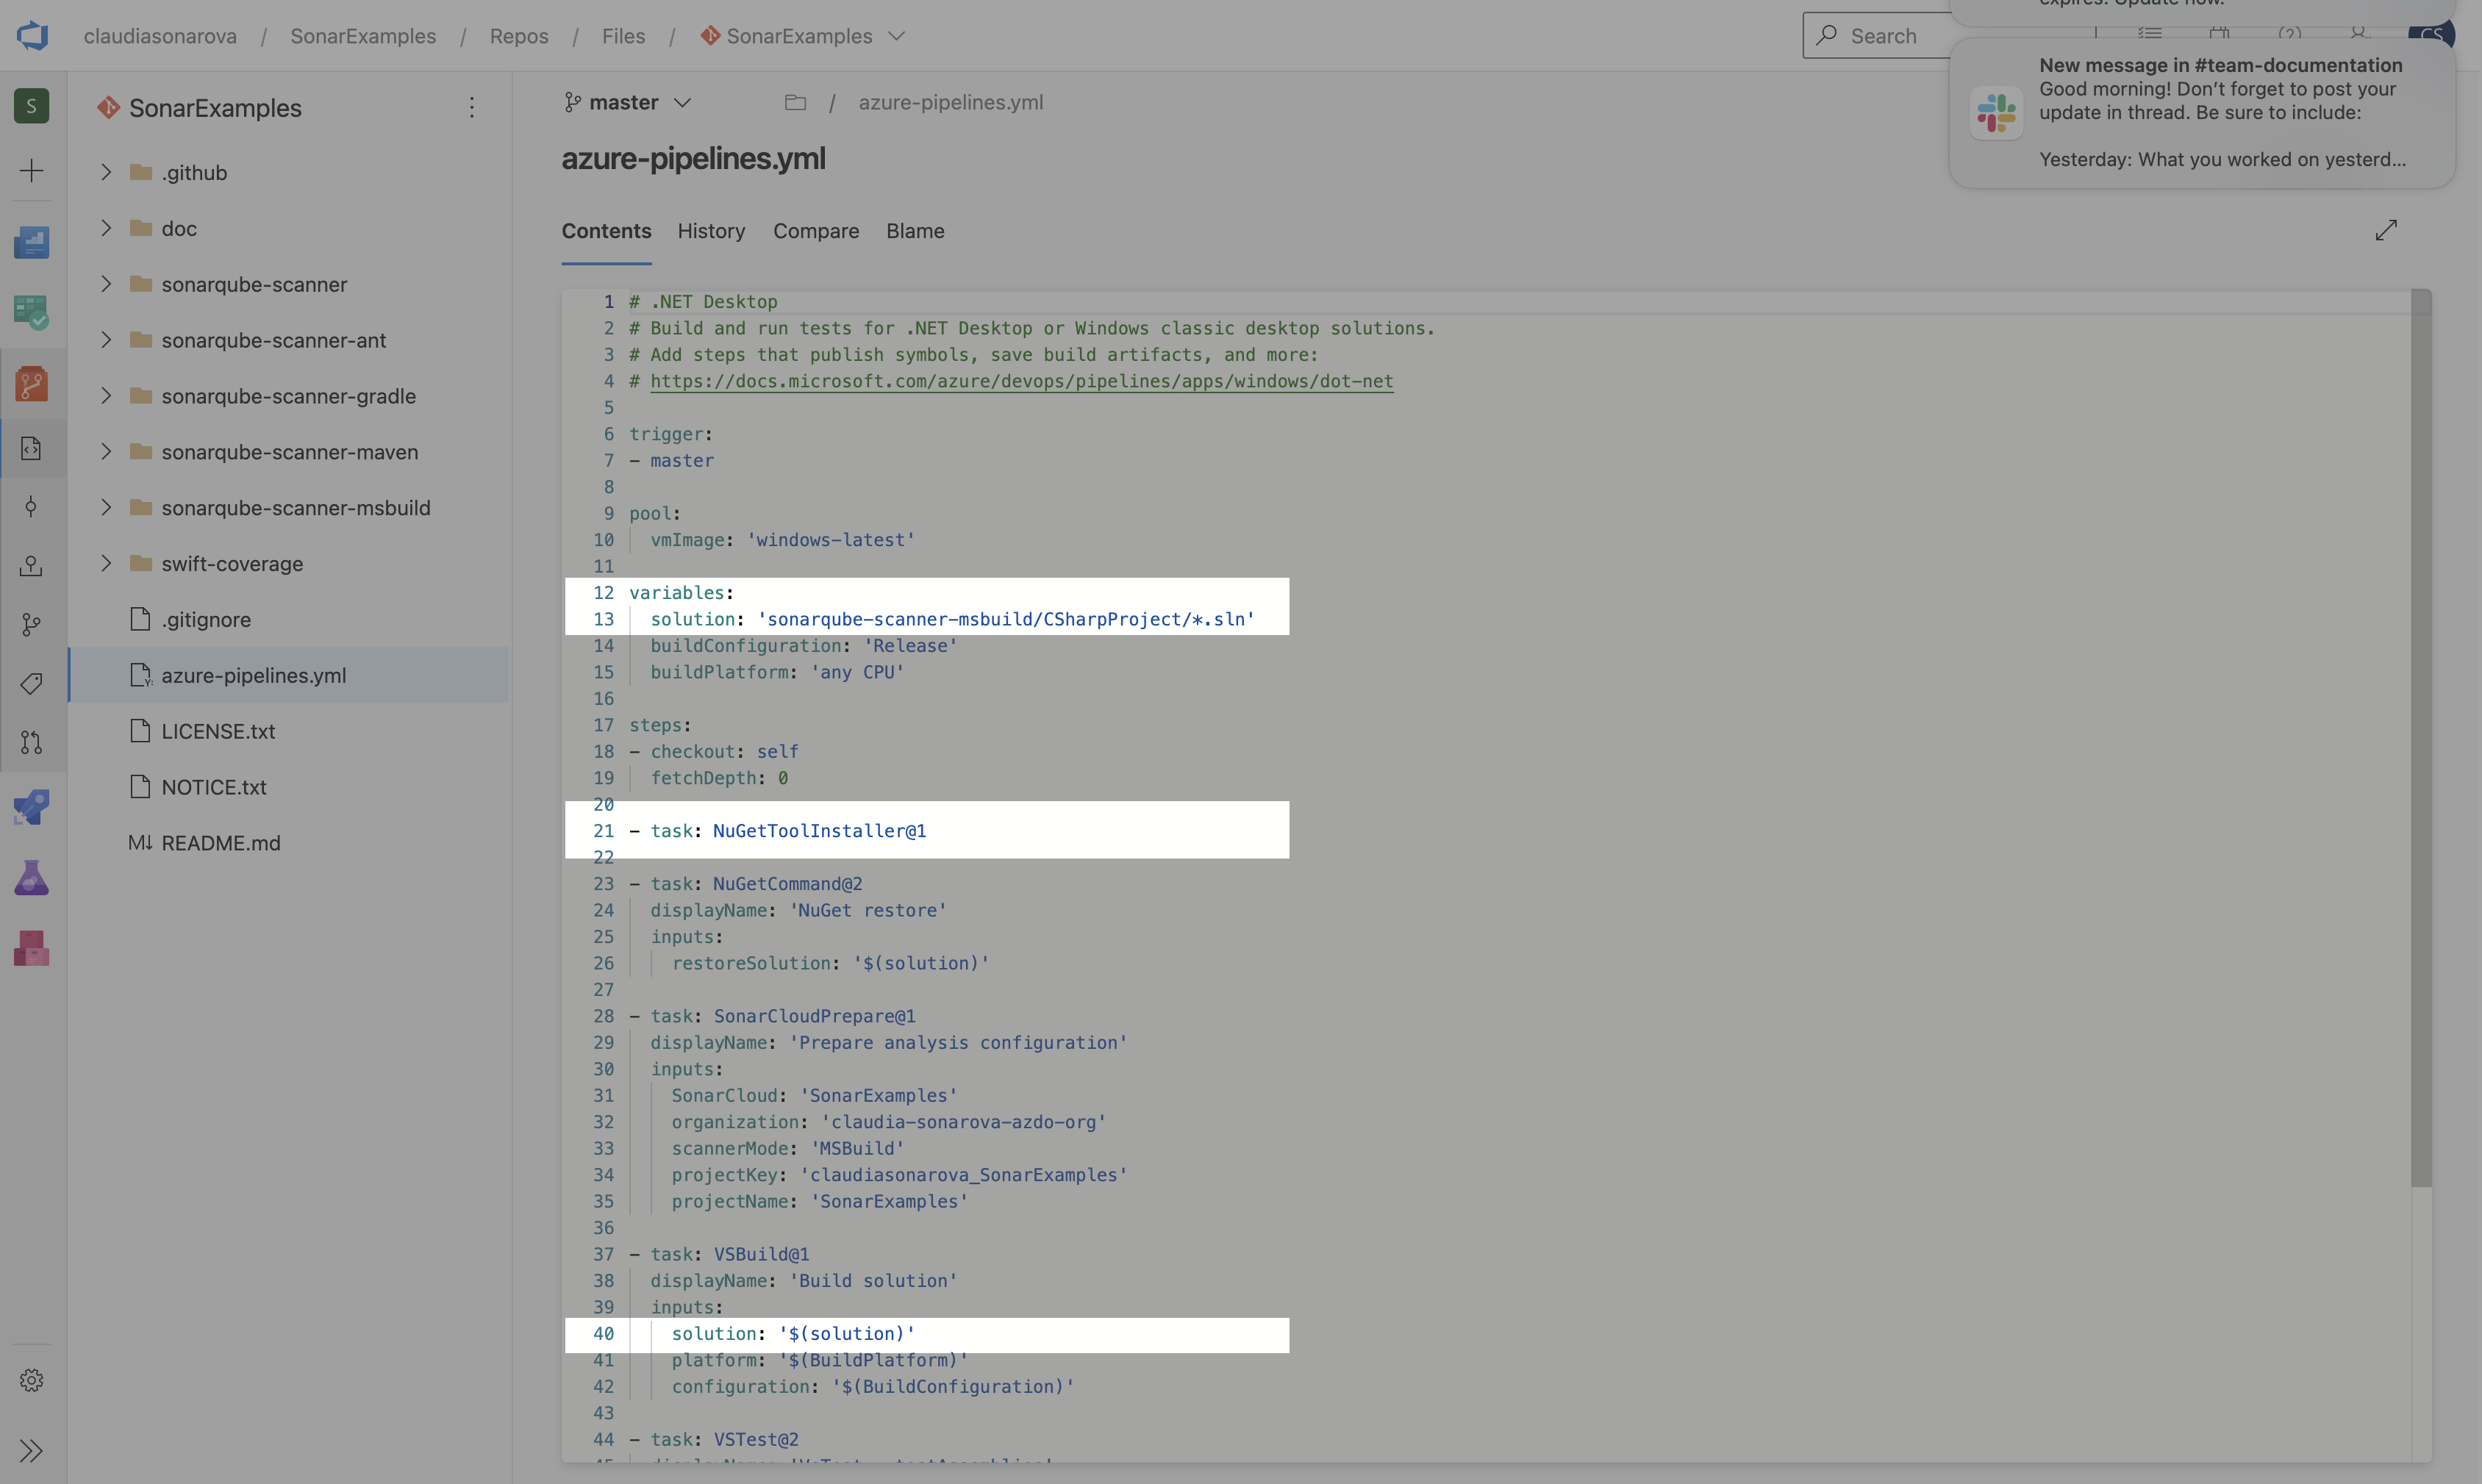 claudiasonarova / SonarExamples / Repos / Files / SonarExamples
Search
CS
expires. Update now.
New message in #team-documentation
Good morning! Don’t forget to post your
update in thread. Be sure to include:
Yesterday: What you worked on yesterd...
S
SonarExamples
.github
doc
sonarqube-scanner
sonarqube-scanner-ant
sonarqube-scanner-gradle
sonarqube-scanner-maven
sonarqube-scanner-msbuild
swift-coverage
.gitignore
azure-pipelines.yml
LICENSE.txt
NOTICE.txt
M↓ README.md
master
/ azure-pipelines.yml
azure-pipelines.yml
Contents History Compare Blame
1 # .NET Desktop
2 # Build and run tests for .NET Desktop or Windows classic desktop solutions.
3 # Add steps that publish symbols, save build artifacts, and more:
4 # https://docs.microsoft.com/azure/devops/pipelines/apps/windows/dot-net
5
6 trigger:
7 - master
8
9 pool:
10 vmImage: 'windows-latest'
11
12 variables:
13 solution: 'sonarqube-scanner-msbuild/CSharpProject/*.sln'
14 buildConfiguration: 'Release'
15 buildPlatform: 'any CPU'
16
17 steps:
18 - checkout: self
19 fetchDepth: 0
20
21 - task: NuGetToolInstaller@1
22
23 - task: NuGetCommand@2
24 displayName: 'NuGet restore'
25 inputs:
26 restoreSolution: '$(solution)'
27
28 - task: SonarCloudPrepare@1
29 displayName: 'Prepare analysis configuration'
30 inputs:
31 SonarCloud: 'SonarExamples'
32 organization: 'claudia-sonarova-azdo-org'
33 scannerMode: 'MSBuild'
34 projectKey: 'claudiasonarova_SonarExamples'
35 projectName: 'SonarExamples'
36
37 - task: VSBuild@1
38 displayName: 'Build solution'
39 inputs:
40 solution: '$(solution)'
41 platform: '$(BuildPlatform)'
42 configuration: '$(BuildConfiguration)'
43
44 - task: VSTest@2